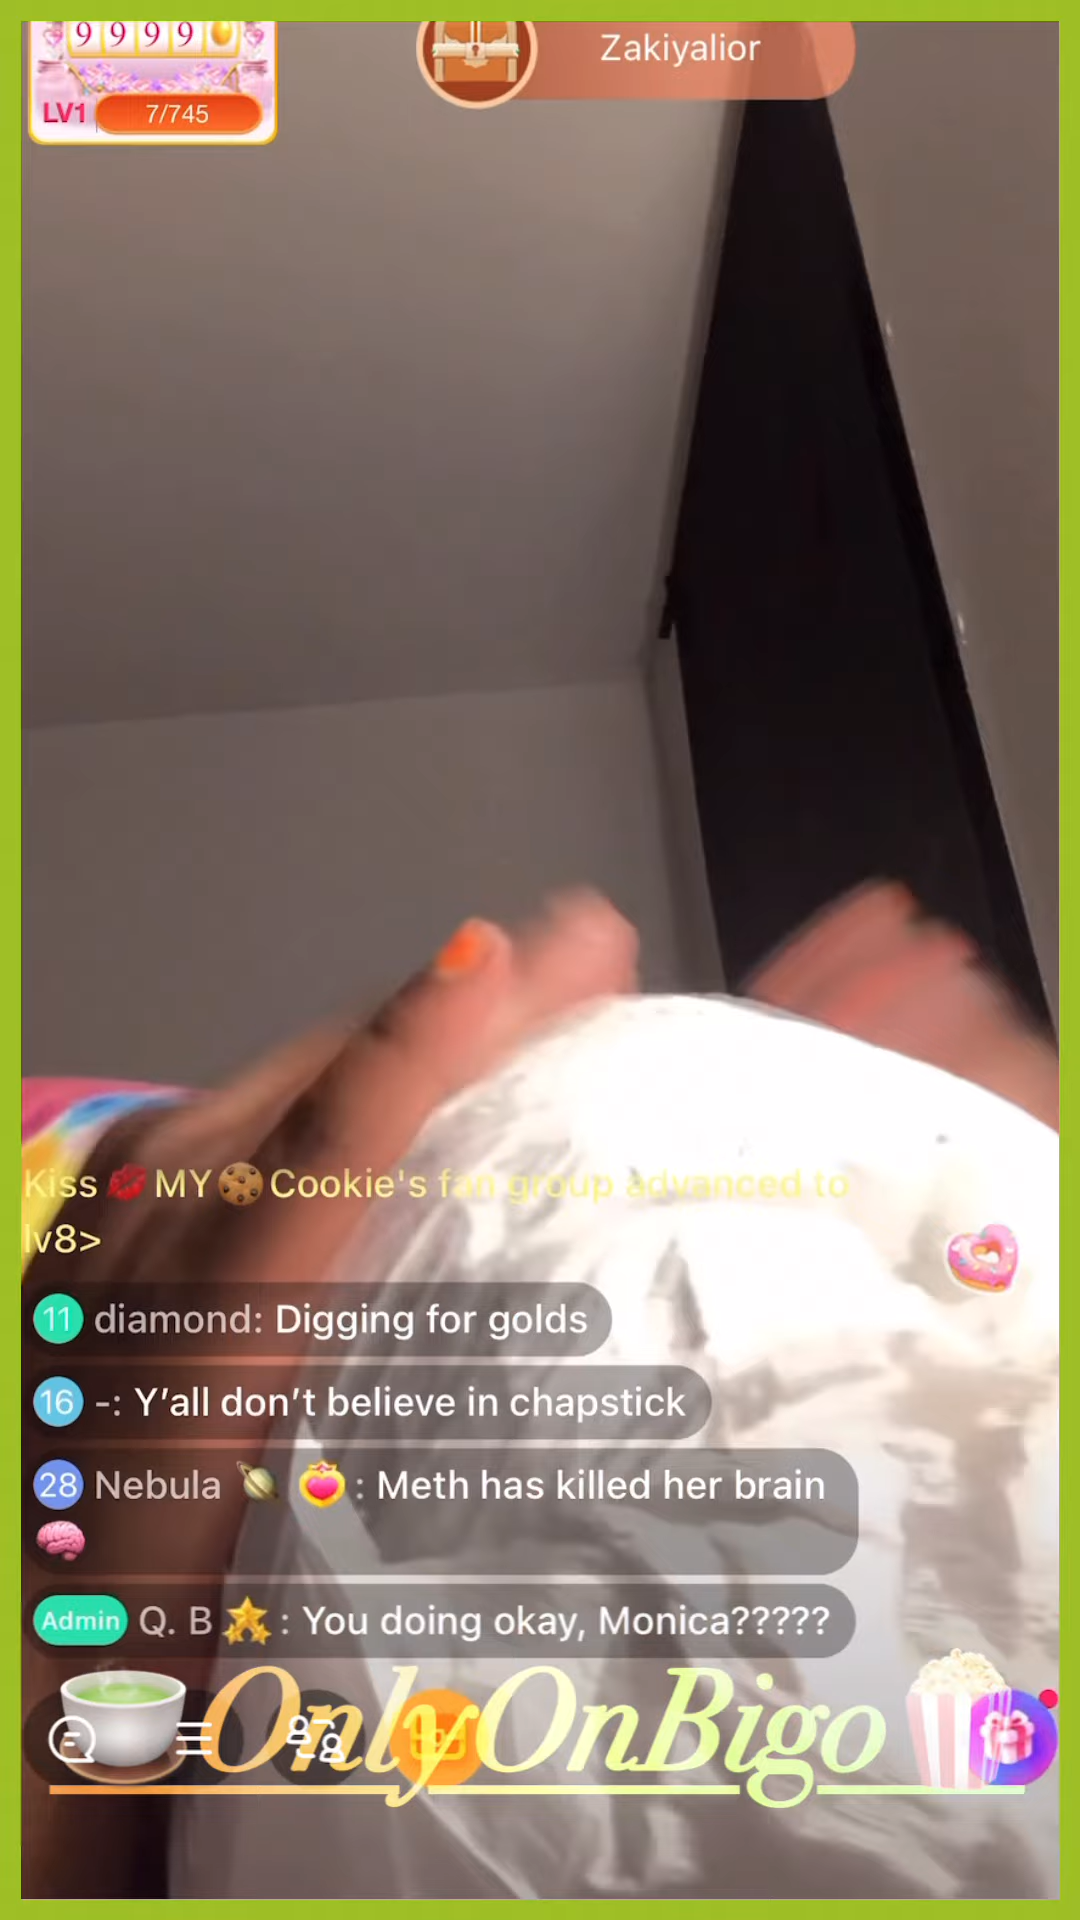 9 9 9 9
LV1 7/745
Zakiyalior
Kiss 💋 MY🍪Cookie's fan group advanced to
lv8>
11 diamond: Digging for golds
16 -: Y’all don’t believe in chapstick
28 Nebula 🪐 💗 : Meth has killed her brain
🧠
Admin Q. B 🌟 : You doing okay, Monica?????
OnlyOnBigo